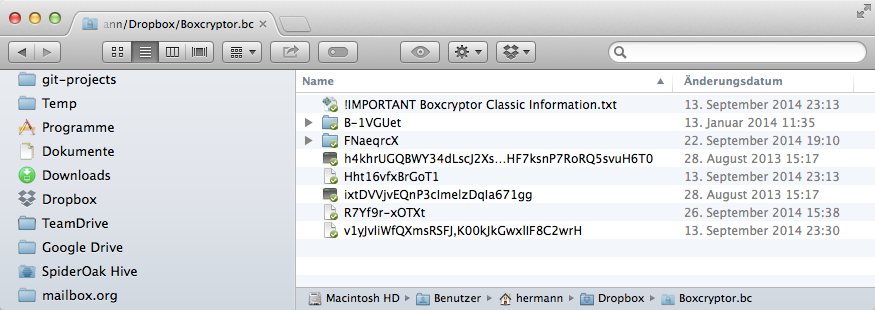 ann/Dropbox/Boxcryptor.bc
git-projects
Temp
Programme
Dokumente
Downloads
Dropbox
TeamDrive
Google Drive
SpiderOak Hive
mailbox.org
Name Änderungsdatum
!IMPORTANT Boxcryptor Classic Information.txt 13. September 2014 23:13
B-1VGUet 13. Januar 2014 11:35
FNaeqrcX 22. September 2014 19:10
h4khrUGQBWY34dLscJ2Xs...HF7ksnP7RoRQ5svuH6T0 28. August 2013 15:17
Hht16vfxBrGoT1 13. September 2014 23:13
ixtDVVjvEQnP3cImelzDqIa671gg 28. August 2013 15:17
R7Yf9r-xOTXt 26. September 2014 15:38
v1yJvliWfQXmsRSFJ,K00kJkGwxlIF8C2wrH 13. September 2014 23:30
Macintosh HD ▸ Benutzer ▸ hermann ▸ Dropbox ▸ Boxcryptor.bc